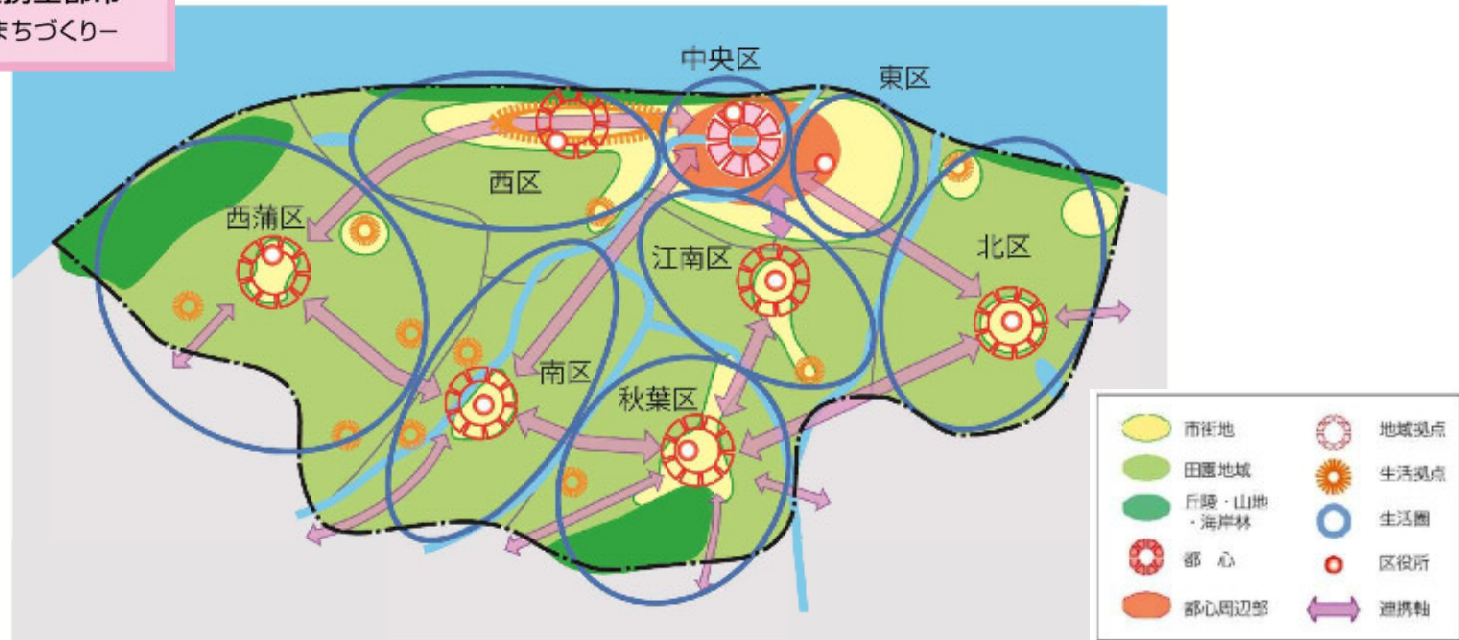 まちづくりー
中央区
東区
西区
西蒲区
江南区
北区
南区
秋葉区
市街地
田園地域
丘陵・山地
・海岸林
都 心
都心周辺部
地域拠点
生活拠点
生活圏
区役所
連携軸